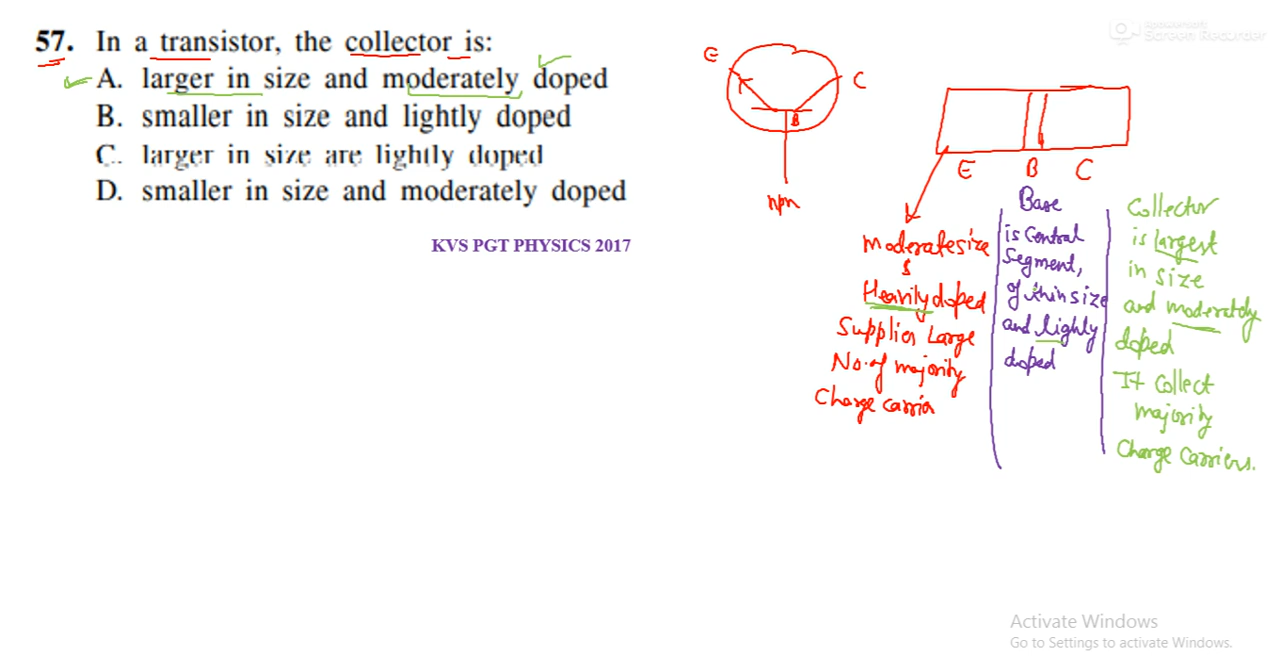 57. In a transistor, the collector is:
A. larger in size and moderately doped
B. smaller in size and lightly doped
C. larger in size are lightly doped
D. smaller in size and moderately doped
KVS PGT PHYSICS 2017
E
C
B
npn
E B C
Moderate size
&
Heavily doped
Supplies Large
No. of majority
Charge carrier
Base
is Central
Segment,
of thin size
and lighly
doped
Collector
is largest
in size
and moderatdy
doped
It collect
majority
Charge Carriers.
Screen Recorder
Activate Windows
Go to Settings to activate Windows.